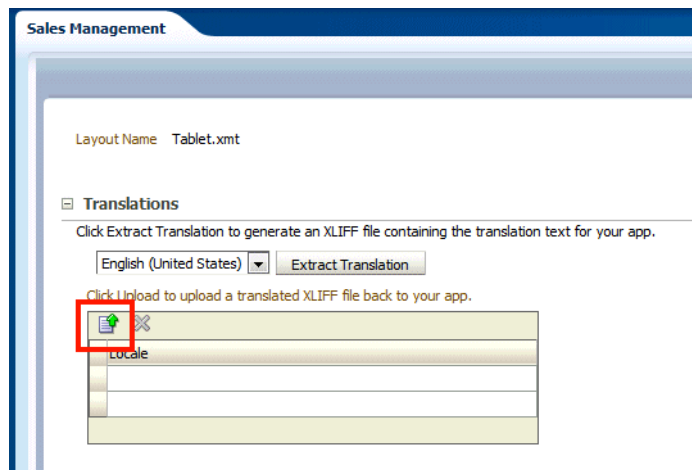 Sales Management
Layout Name Tablet.xmt
Translations
Click Extract Translation to generate an XLIFF file containing the translation text for your app.
English (United States) Extract Translation
Click Upload to upload a translated XLIFF file back to your app.
Locale